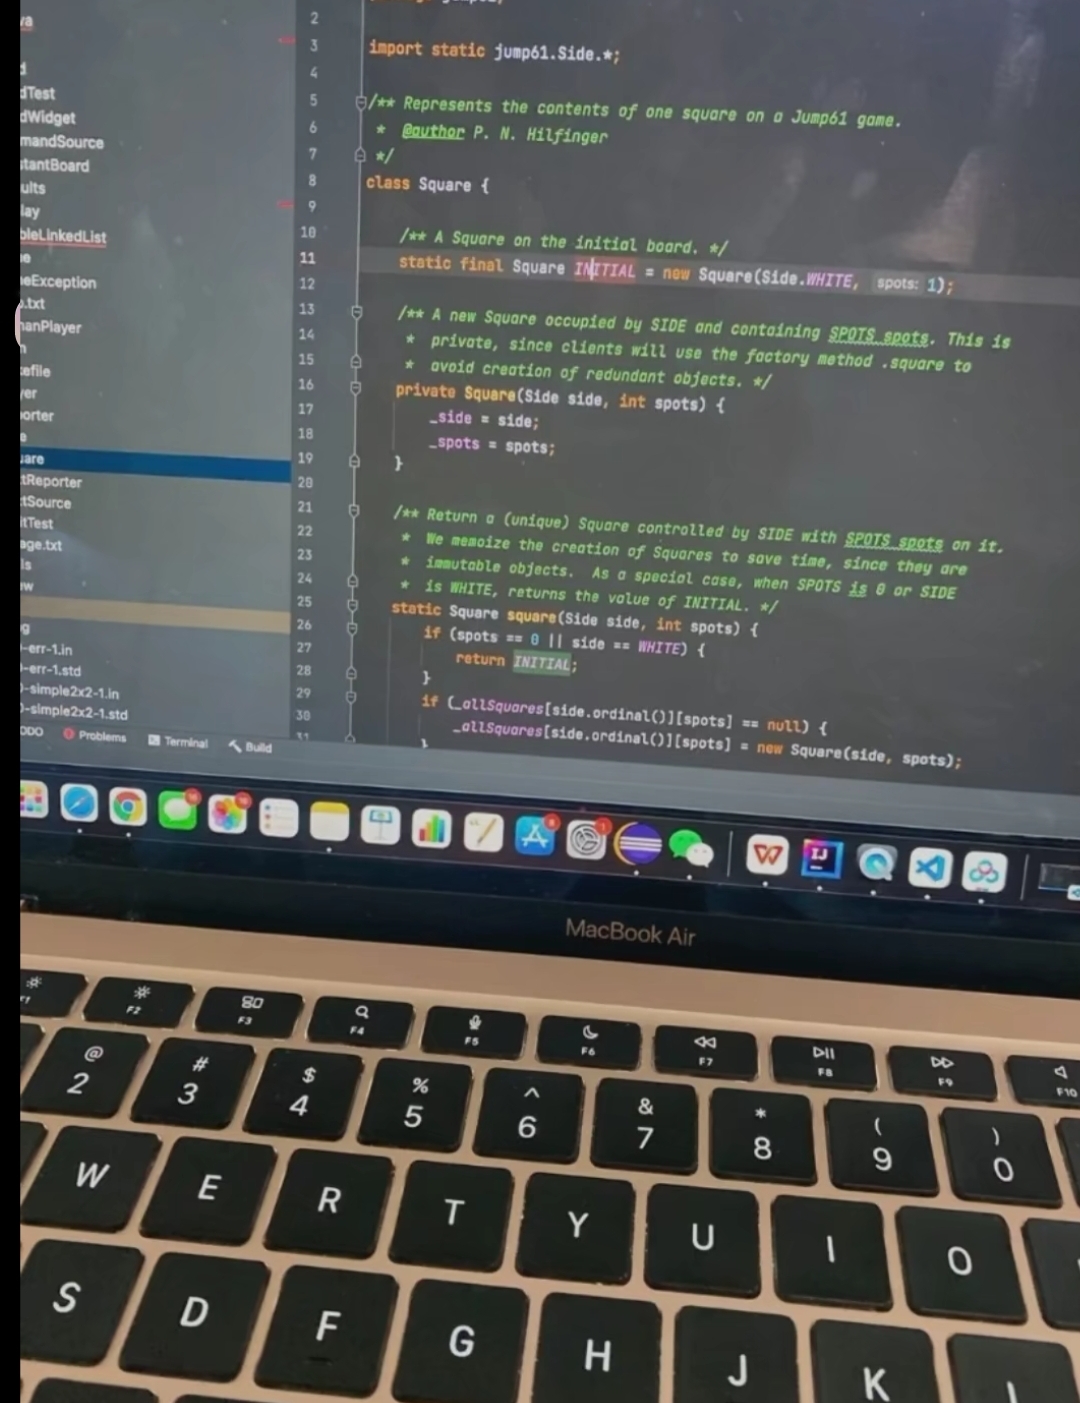 2
3 import static jump61.Side.*;
4
5 /** Represents the contents of one square on a Jump61 game.
6 * @author P. N. Hilfinger
7 */
8 class Square {
9
10 /** A Square on the initial board. */
11 static final Square INITIAL = new Square(Side.WHITE, spots: 1);
12
13 /** A new Square occupied by SIDE and containing SPOTS spots. This is
14 * private, since clients will use the factory method .square to
15 * avoid creation of redundant objects. */
16 private Square(Side side, int spots) {
17 _side = side;
18 _spots = spots;
19 }
20
21 /** Return a (unique) Square controlled by SIDE with SPOTS spots on it.
22 * We memoize the creation of Squares to save time, since they are
23 * immutable objects. As a special case, when SPOTS is 0 or SIDE
24 * is WHITE, returns the value of INITIAL. */
25 static Square square(Side side, int spots) {
26 if (spots == 0 || side == WHITE) {
27 return INITIAL;
28 }
29 if (_allSquares[side.ordinal()][spots] == null) {
30 _allSquares[side.ordinal()][spots] = new Square(side, spots);
31 }
va
d
dTest
dWidget
mandSource
tantBoard
ults
lay
bleLinkedList
e
eException
.txt
anPlayer
efile
er
orter
e
are
tReporter
tSource
itTest
age.txt
ls
ew
g
-err-1.in
-err-1.std
-simple2x2-1.in
-simple2x2-1.std
ODO Problems Terminal Build
IJ
MacBook Air
F1 F2 F3 F4 F5 F6 F7 F8 F9 F10
@ # $ % ^ & * ( )
2 3 4 5 6 7 8 9 0
W E R T Y U I O
S D F G H J K